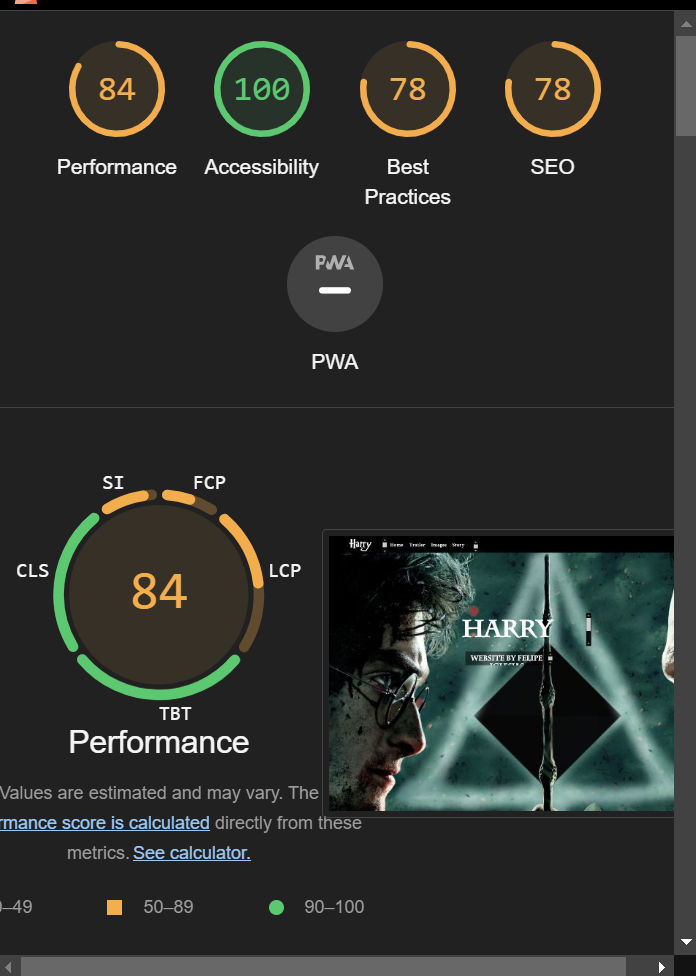 84
100
78
78
Performance
Accessibility
Best
Practices
SEO
PWA
PWA
SI
FCP
CLS
LCP
84
TBT
Performance
Harry
Home Trailer Images Story
HARRY
WEBSITE BY FELIPE
Values are estimated and may vary. The
rmance score is calculated directly from these
metrics. See calculator.
–49
50–89
90–100